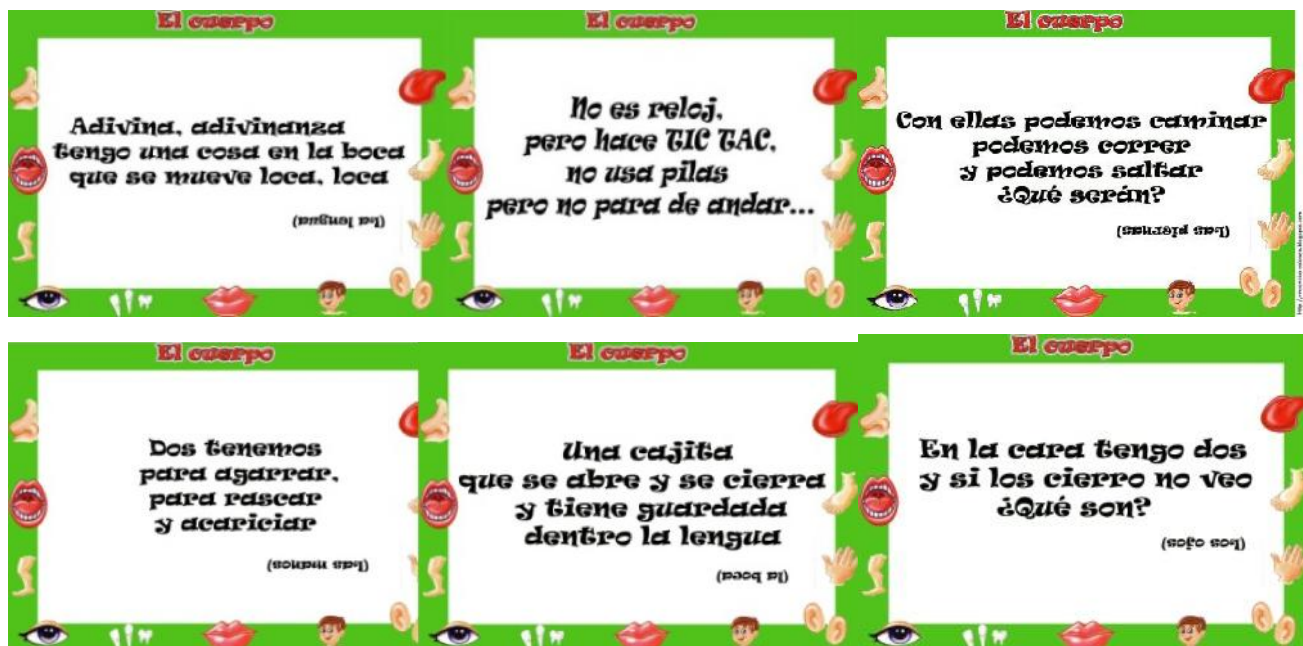 El cuerpo
Adivina, adivinanza
tengo una cosa en la boca
que se mueve loca, loca
(La lengua)
El cuerpo
No es reloj,
pero hace TIC TAC,
no usa pilas
pero no para de andar...
El cuerpo
Con ellas podemos caminar
podemos correr
y podemos saltar
¿Qué serán?
(Las piernas)
El cuerpo
Dos tenemos
para agarrar,
para rascar
y acariciar
(Las manos)
El cuerpo
Una cajita
que se abre y se cierra
y tiene guardada
dentro la lengua
(la boca)
El cuerpo
En la cara tengo dos
y si los cierro no veo
¿Qué son?
(Los ojos)